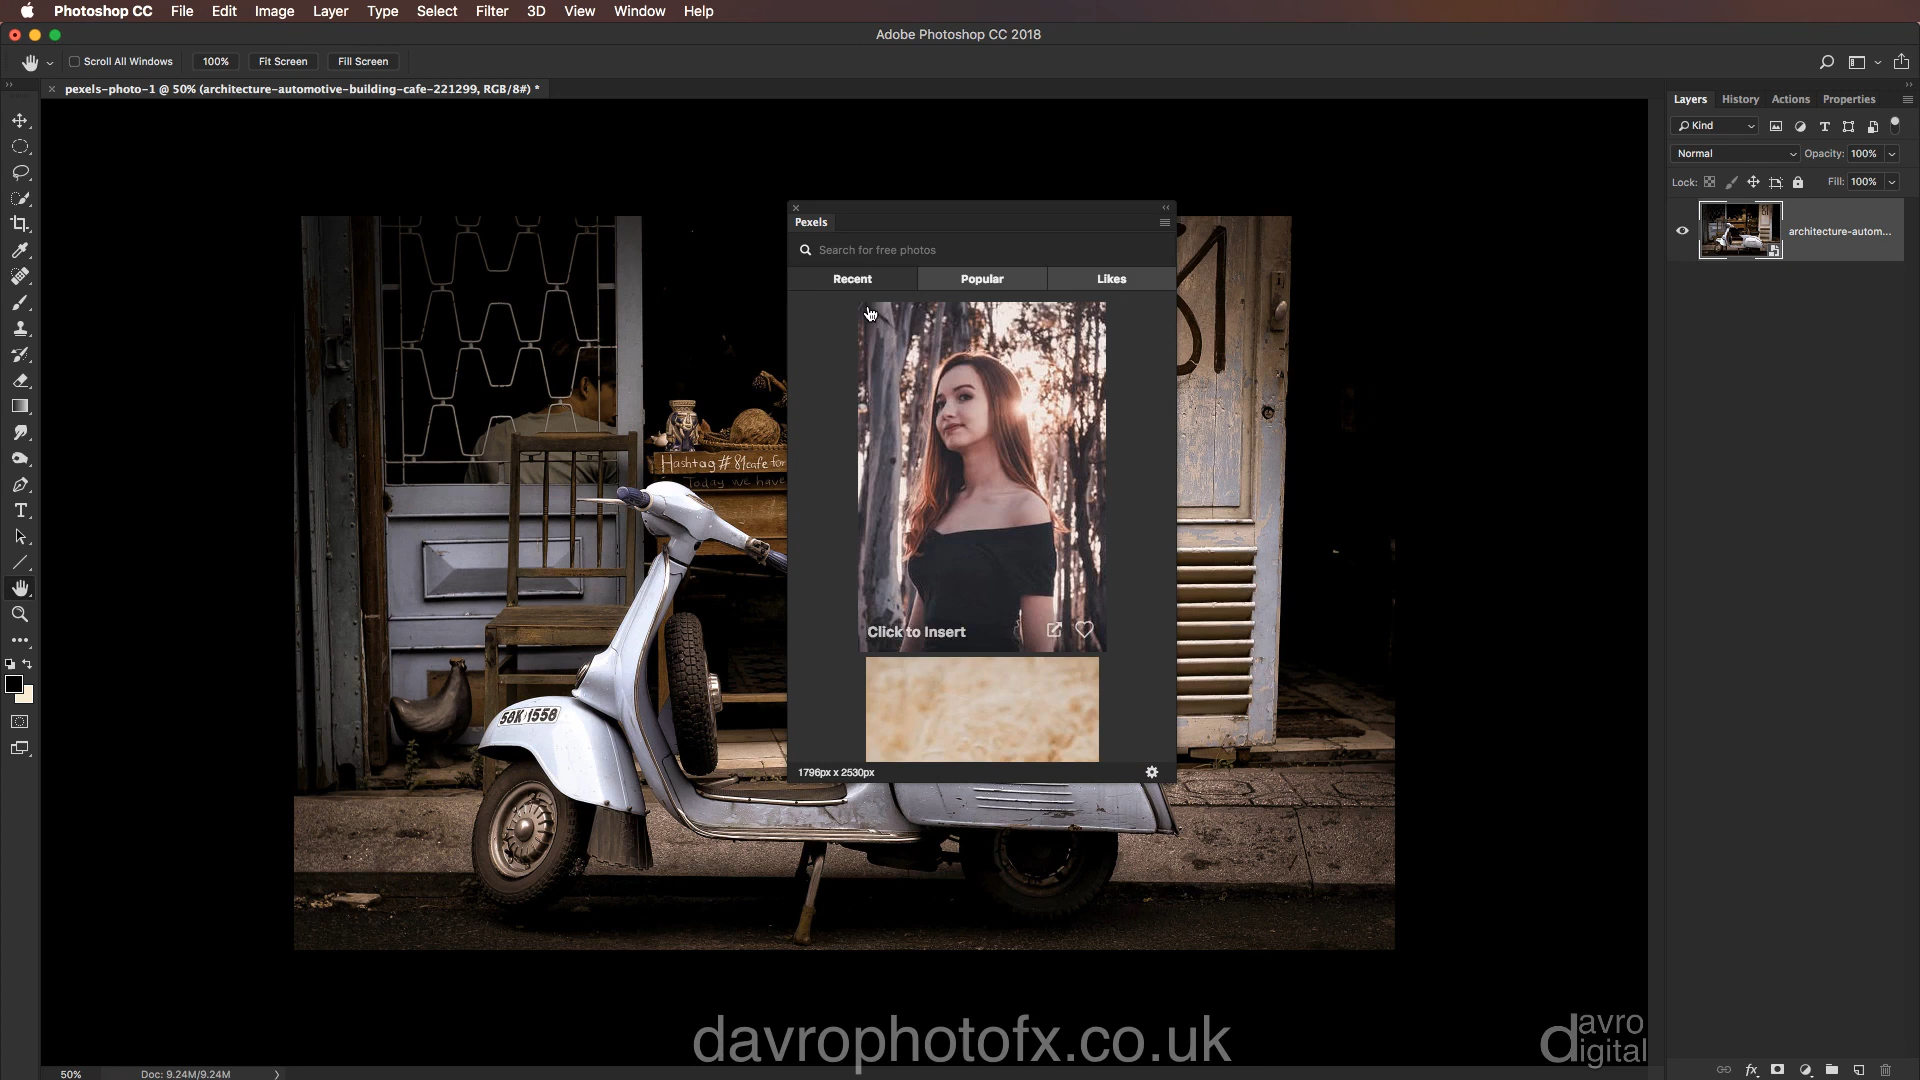 Photoshop CC File Edit Image Layer Type Select Filter 3D View Window Help
Adobe Photoshop CC 2018
Scroll All Windows 100% Fit Screen Fill Screen
pexels-photo-1 @ 50% (architecture-automotive-building-cafe-221299, RGB/8#) *
Layers History Actions Properties
Kind
Normal Opacity: 100%
Lock: Fill: 100%
architecture-autom...
Pexels
Search for free photos
Recent Popular Likes
Click to Insert
1796px x 2530px
81
Hashtag #81cafe for
Today we have
58K 1558
davrophotofx.co.uk
davro
digital
50% Doc: 9.24M/9.24M
fx